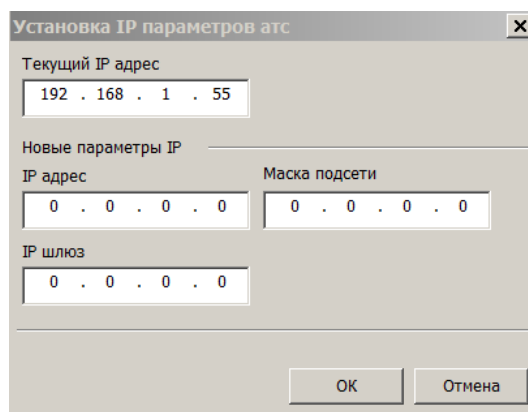 Установка IP параметров атс
Текущий IP адрес
192 . 168 . 1 . 55
Новые параметры IP
IP адрес Маска подсети
0 . 0 . 0 . 0 0 . 0 . 0 . 0
IP шлюз
0 . 0 . 0 . 0
ОК Отмена